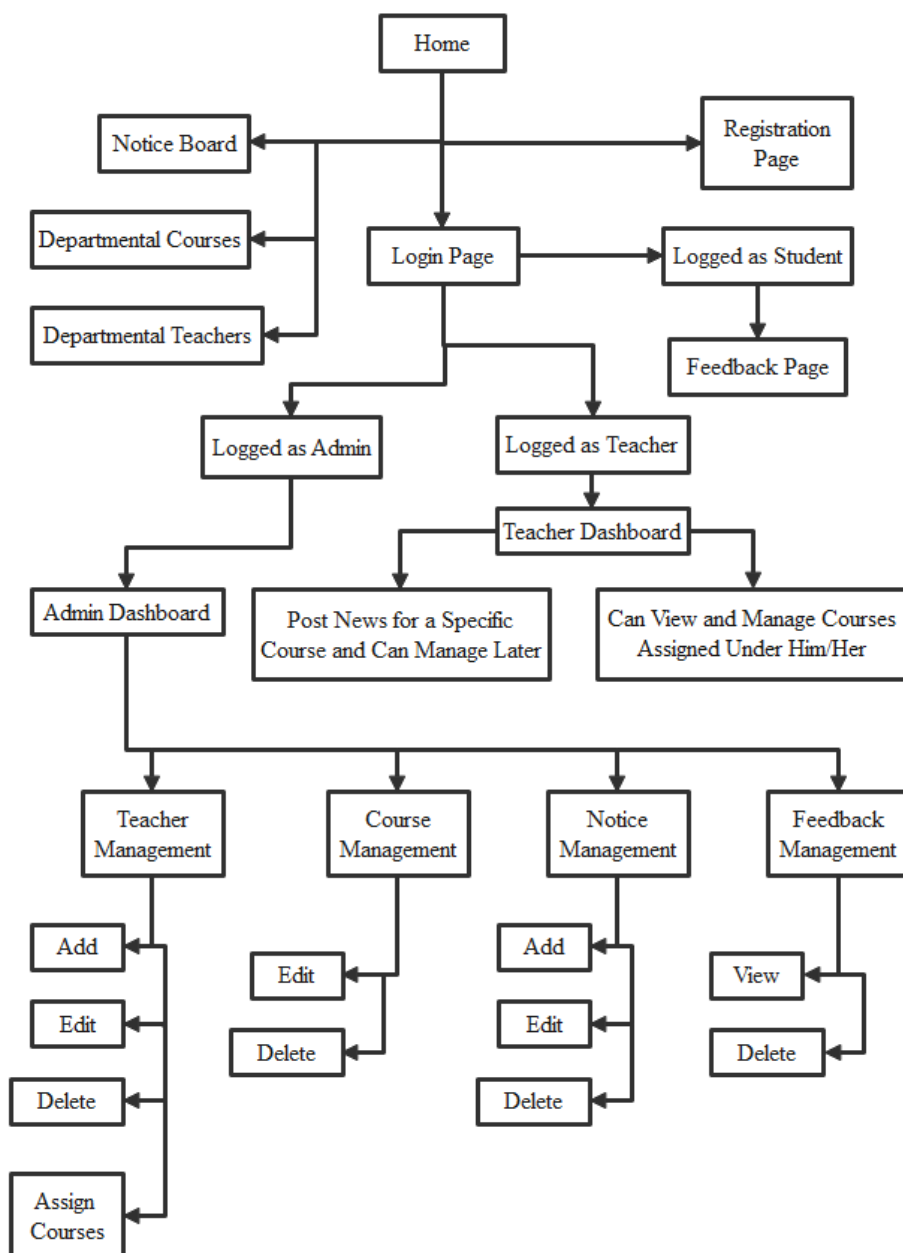 Home
Notice Board
Registration
Page
Departmental Courses
Login Page
Logged as Student
Departmental Teachers
Feedback Page
Logged as Admin
Logged as Teacher
Teacher Dashboard
Admin Dashboard
Post News for a Specific
Course and Can Manage Later
Can View and Manage Courses
Assigned Under Him/Her
Teacher
Management
Course
Management
Notice
Management
Feedback
Management
Add
Edit
Delete
Assign
Courses
Edit
Delete
Add
Edit
Delete
View
Delete